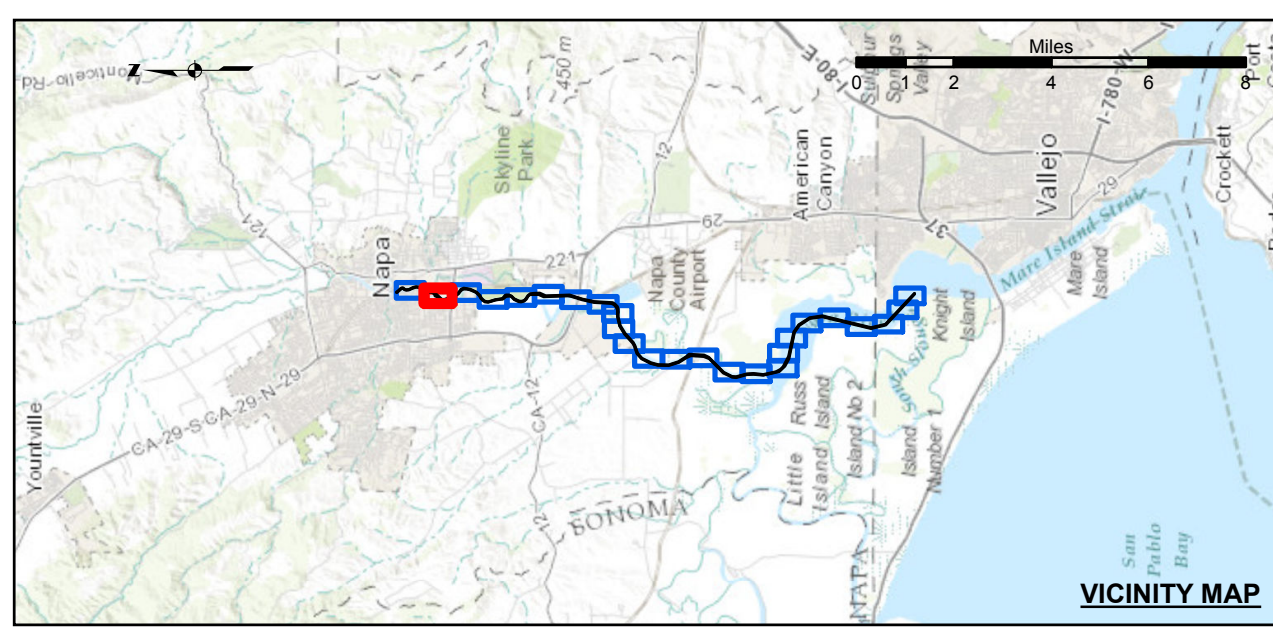 Miles
0 1 2 4 6 8
Z
Monticello-Rd
450 m
I-80-E
Sulphur
Springs
Valley
I-780-W
Port
Skyline
Park
12
American
Canyon
Vallejo
29
Crockett
121
Napa
221
29
37
Mare Island-Strait
Mare
Island
Napa
County
Airport
Knight
Island
South Slough
CA-29-S CA-29-N-29
CA-12
Yountville
Little
Island
Russ
Island
Island No 2
Island
Number 1
12
SONOMA
NAPA
San
Pablo
Bay
VICINITY MAP